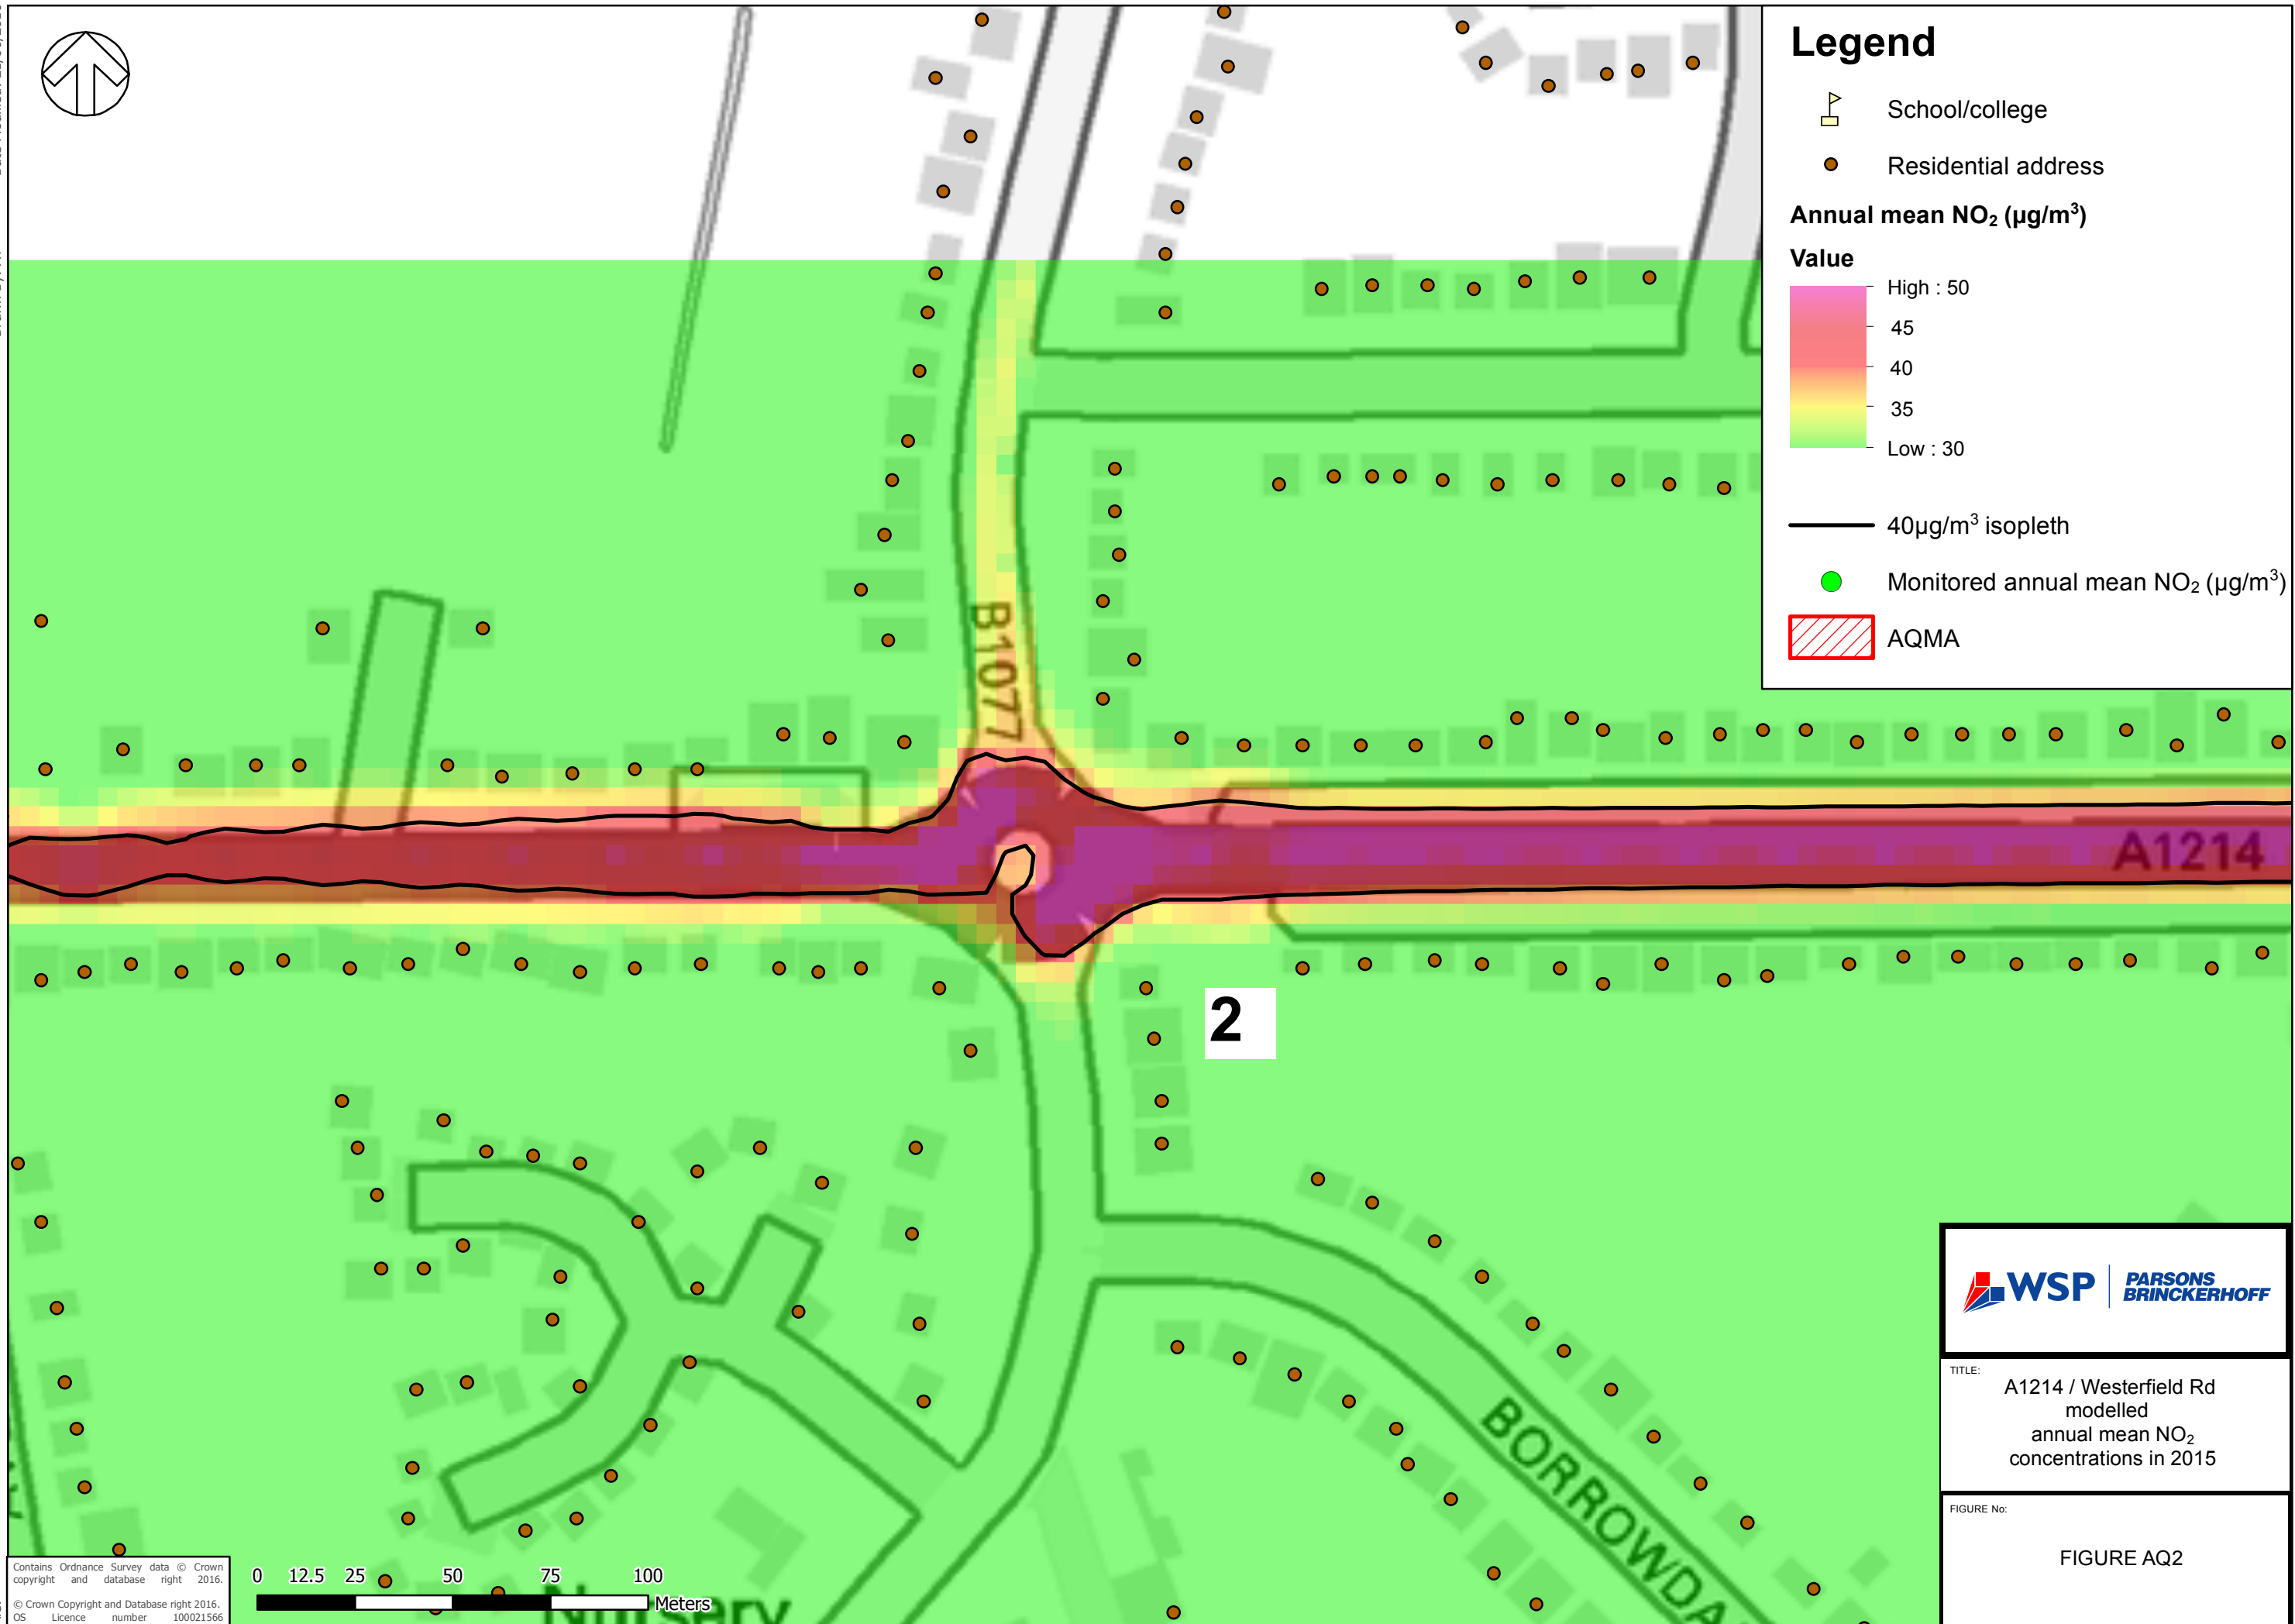 Legend
School/college
Residential address
Annual mean NO₂ (µg/m³)
Value
High : 50
45
40
35
Low : 30
40µg/m³ isopleth
Monitored annual mean NO₂ (µg/m³)
AQMA
B1077
A1214
2
BORROWDA
Nursery
WSP
PARSONS
BRINCKERHOFF
TITLE:
A1214 / Westerfield Rd
modelled
annual mean NO₂
concentrations in 2015
FIGURE No:
FIGURE AQ2
0 12.5 25 50 75 100
Meters
Contains Ordnance Survey data © Crown
copyright and database right 2016.
© Crown Copyright and Database right 2016.
OS Licence number 100021566